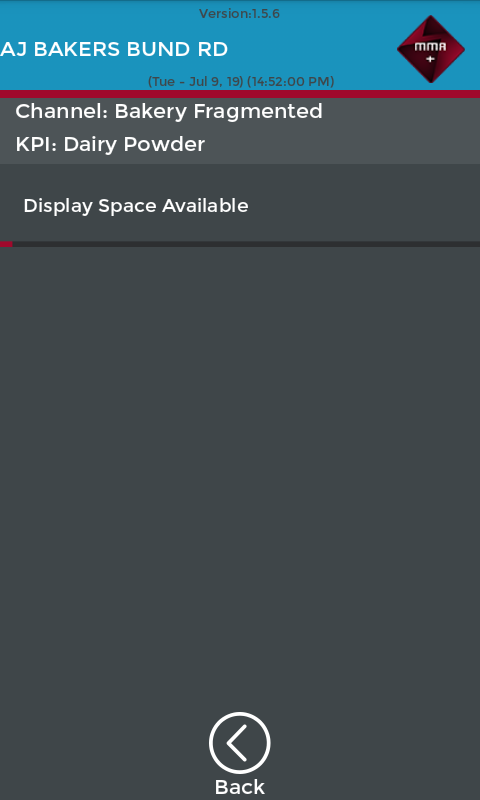 Version:1.5.6
AJ BAKERS BUND RD
MMA
+
(Tue - Jul 9, 19) (14:52:00 PM)
Channel: Bakery Fragmented
KPI: Dairy Powder
Display Space Available
Back